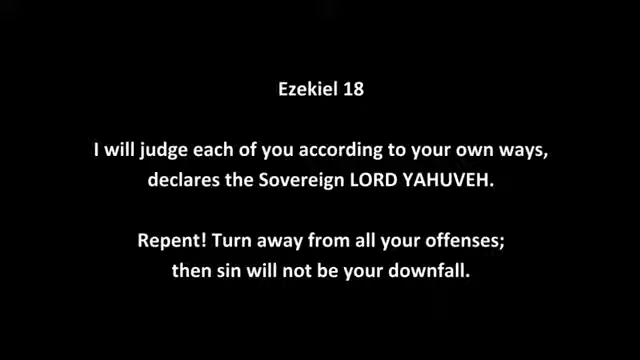 Ezekiel 18
I will judge each of you according to your own ways,
declares the Sovereign LORD YAHUVEH.
Repent! Turn away from all your offenses;
then sin will not be your downfall.